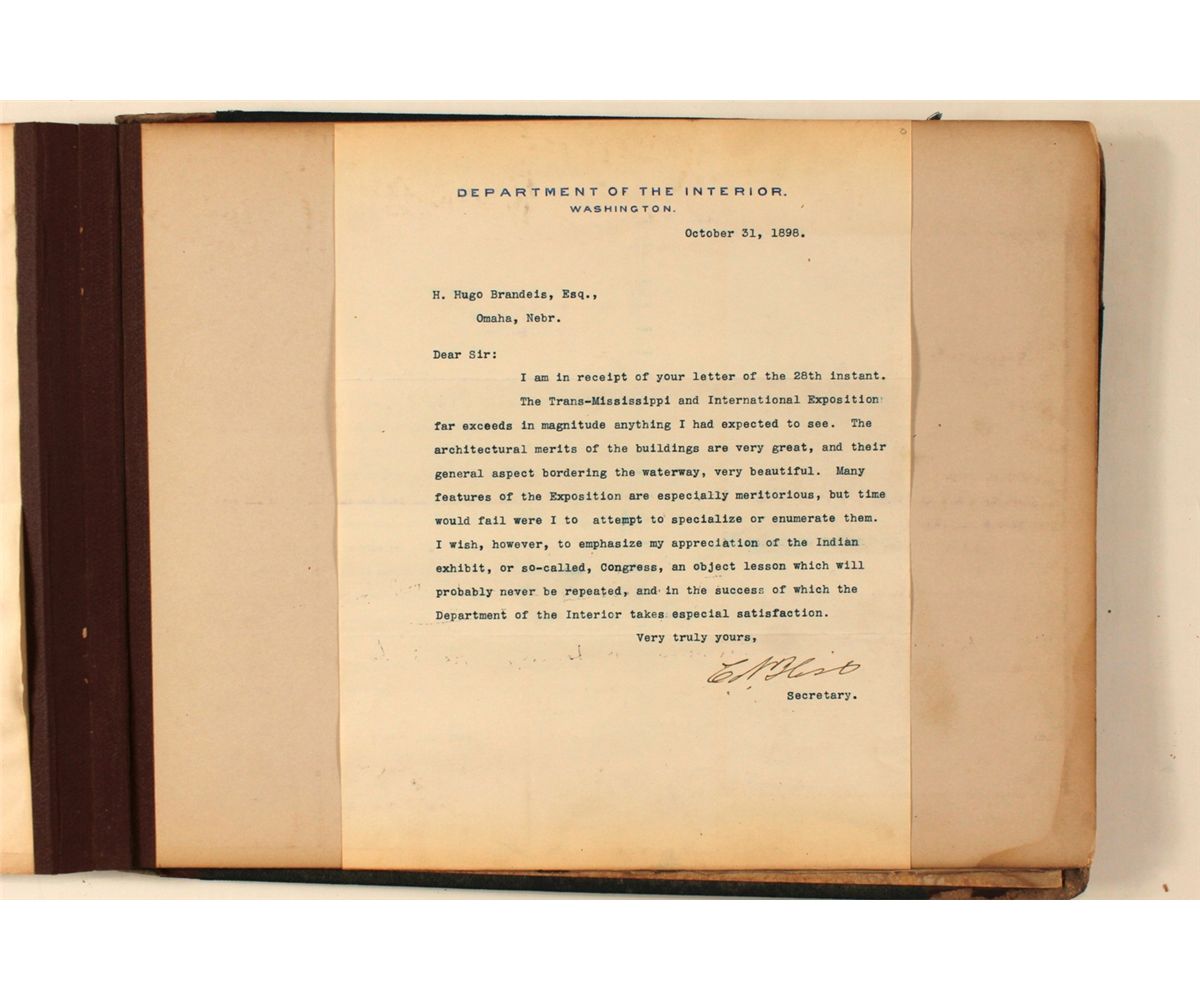 DEPARTMENT OF THE INTERIOR.
WASHINGTON.
October 31, 1898.
H. Hugo Brandeis, Esq.,
Omaha, Nebr.
Dear Sir:
I am in receipt of your letter of the 28th instant.
The Trans-Mississippi and International Exposition
far exceeds in magnitude anything I had expected to see. The
architectural merits of the buildings are very great, and their
general aspect bordering the waterway, very beautiful. Many
features of the Exposition are especially meritorious, but time
would fail were I to attempt to specialize or enumerate them.
I wish, however, to emphasize my appreciation of the Indian
exhibit, or so-called, Congress, an object lesson which will
probably never be repeated, and in the success of which the
Department of the Interior takes especial satisfaction.
Very truly yours,
C N Bliss
Secretary.